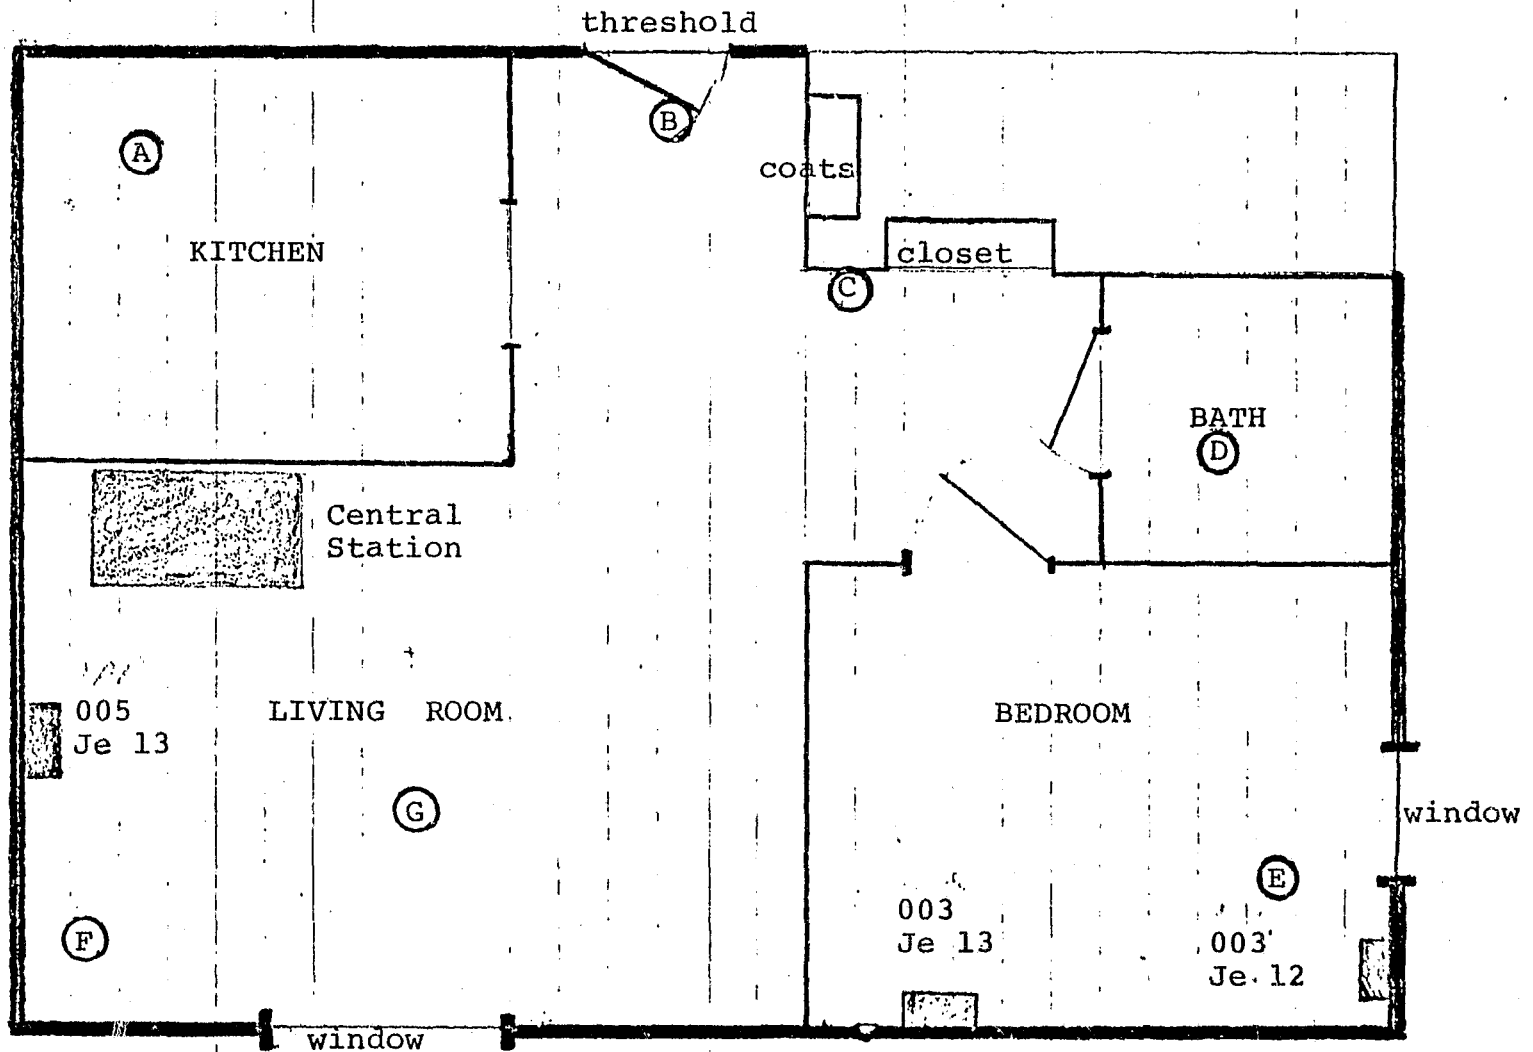 threshold
B
A
coats
KITCHEN
closet
C
BATH
D
Central
Station
005
Je 13
LIVING ROOM
BEDROOM
G
window
E
003
Je 13
F
003
Je 12
window